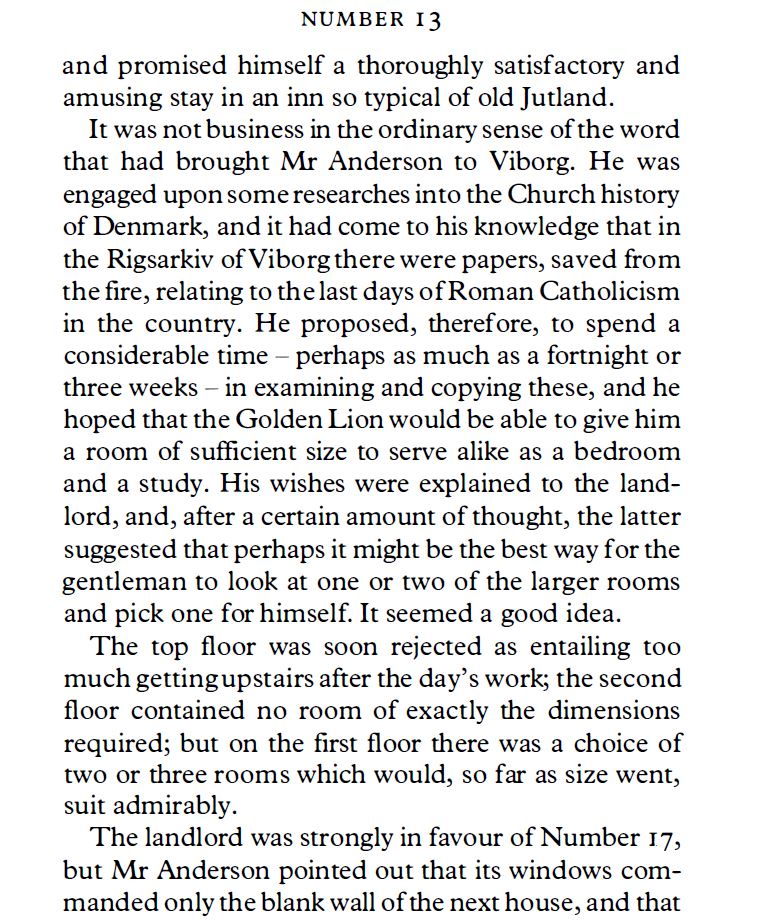 NUMBER 13
and promised himself a thoroughly satisfactory and
amusing stay in an inn so typical of old Jutland.
It was not business in the ordinary sense of the word
that had brought Mr Anderson to Viborg. He was
engaged upon some researches into the Church history
of Denmark, and it had come to his knowledge that in
the Rigsarkiv of Viborg there were papers, saved from
the fire, relating to the last days of Roman Catholicism
in the country. He proposed, therefore, to spend a
considerable time – perhaps as much as a fortnight or
three weeks – in examining and copying these, and he
hoped that the Golden Lion would be able to give him
a room of sufficient size to serve alike as a bedroom
and a study. His wishes were explained to the land-
lord, and, after a certain amount of thought, the latter
suggested that perhaps it might be the best way for the
gentleman to look at one or two of the larger rooms
and pick one for himself. It seemed a good idea.
The top floor was soon rejected as entailing too
much getting upstairs after the day’s work; the second
floor contained no room of exactly the dimensions
required; but on the first floor there was a choice of
two or three rooms which would, so far as size went,
suit admirably.
The landlord was strongly in favour of Number 17,
but Mr Anderson pointed out that its windows com-
manded only the blank wall of the next house, and that